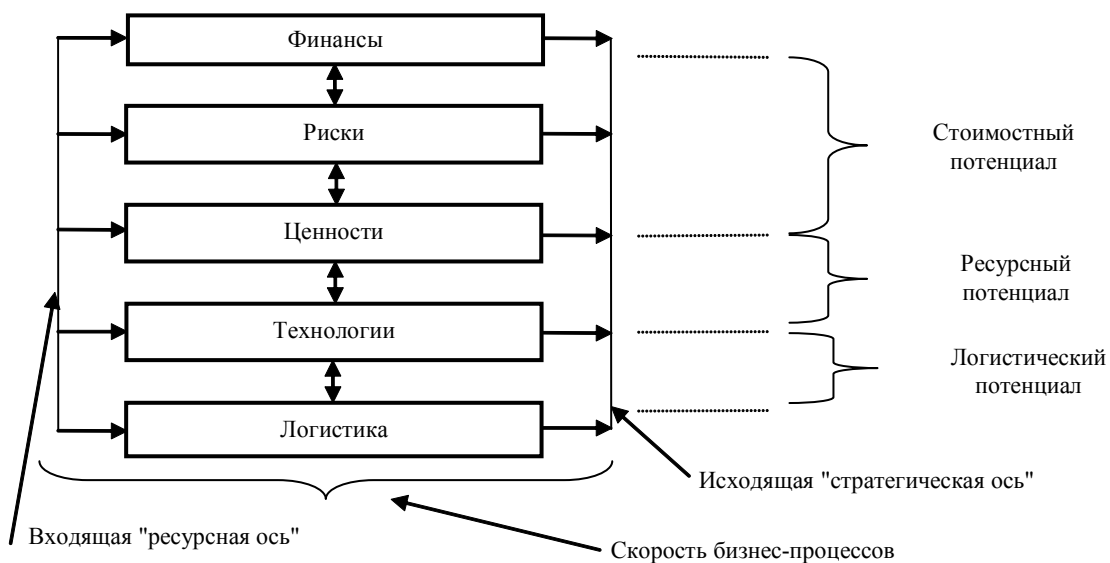 Финансы
Риски
Ценности
Технологии
Логистика
Стоимостный
потенциал
Ресурсный
потенциал
Логистический
потенциал
Исходящая "стратегическая ось"
Входящая "ресурсная ось"
Скорость бизнес-процессов